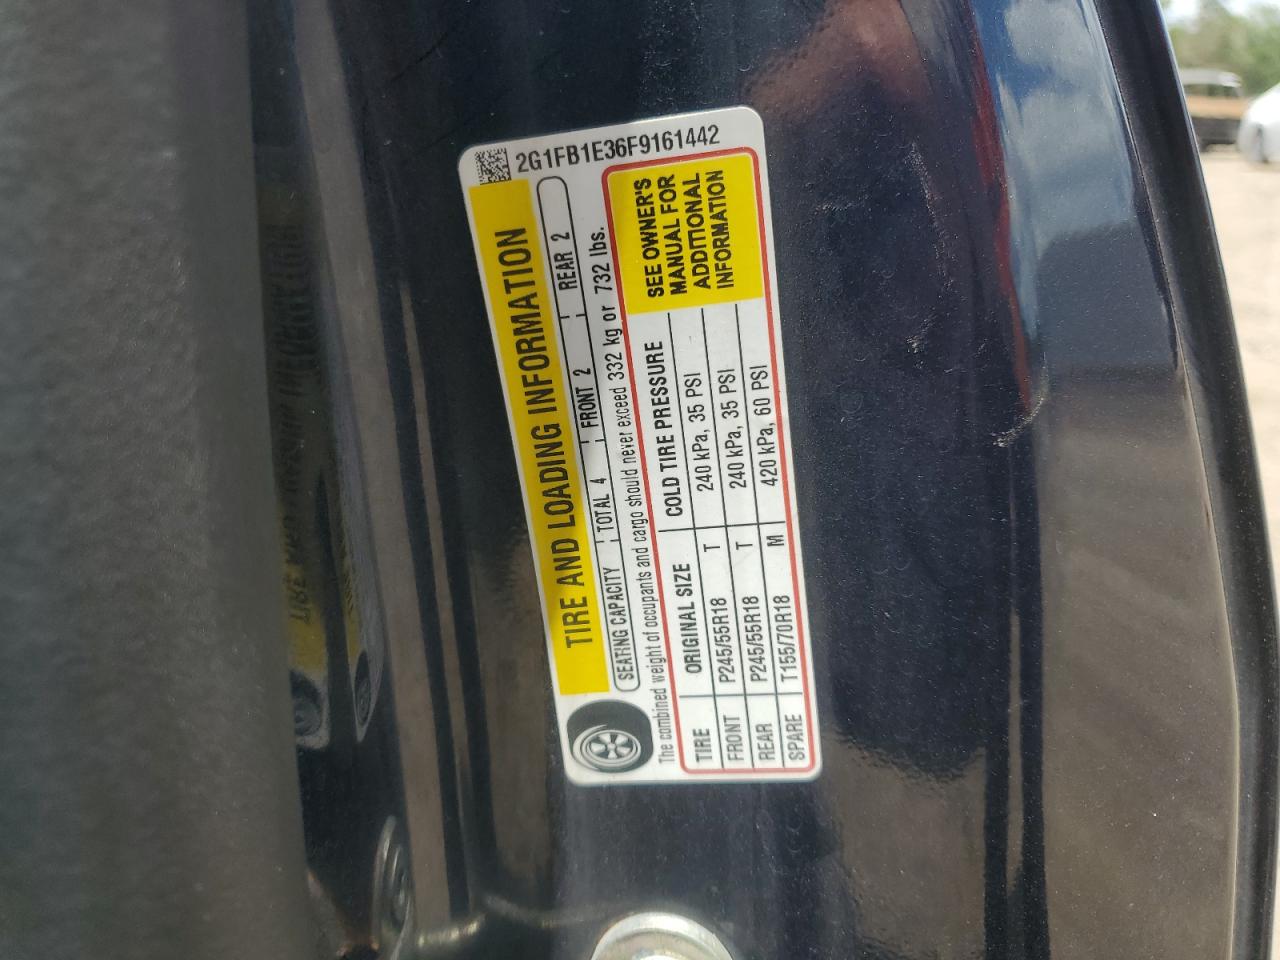 2G1FB1E36F9161442
TIRE AND LOADING INFORMATION
SEATING CAPACITY TOTAL 4 FRONT 2 REAR 2
The combined weight of occupants and cargo should never exceed 332 kg or 732 lbs.
TIRE ORIGINAL SIZE COLD TIRE PRESSURE
FRONT P245/55R18 T 240 kPa, 35 PSI
REAR P245/55R18 T 240 kPa, 35 PSI
SPARE T155/70R18 M 420 kPa, 60 PSI
SEE OWNER'S
MANUAL FOR
ADDITIONAL
INFORMATION